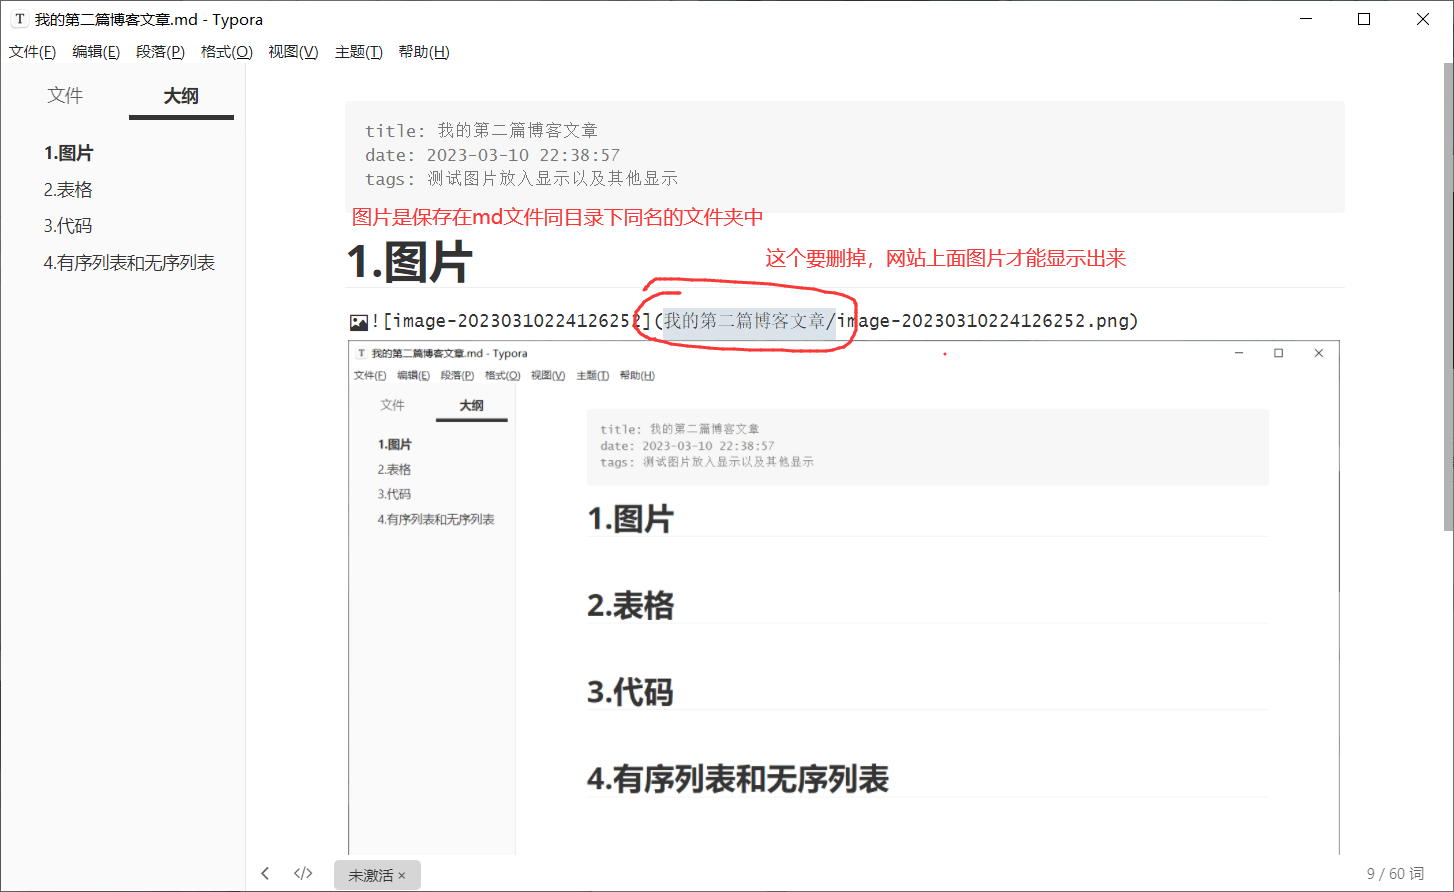 T 我的第二篇博客文章.md - Typora
文件(F) 编辑(E) 段落(P) 格式(O) 视图(V) 主题(T) 帮助(H)
文件 大纲
1.图片
2.表格
3.代码
4.有序列表和无序列表
title: 我的第二篇博客文章
date: 2023-03-10 22:38:57
tags: 测试图片放入显示以及其他显示
图片是保存在md文件同目录下同名的文件夹中
1.图片
这个要删掉，网站上面图片才能显示出来
![image-20230310224126252](我的第二篇博客文章/image-20230310224126252.png)
T 我的第二篇博客文章.md - Typora
文件(F) 编辑(E) 段落(P) 格式(O) 视图(V) 主题(T) 帮助(H)
文件 大纲
1.图片
2.表格
3.代码
4.有序列表和无序列表
title: 我的第二篇博客文章
date: 2023-03-10 22:38:57
tags: 测试图片放入显示以及其他显示
1.图片
2.表格
3.代码
4.有序列表和无序列表
未激活 ×
9 / 60 词